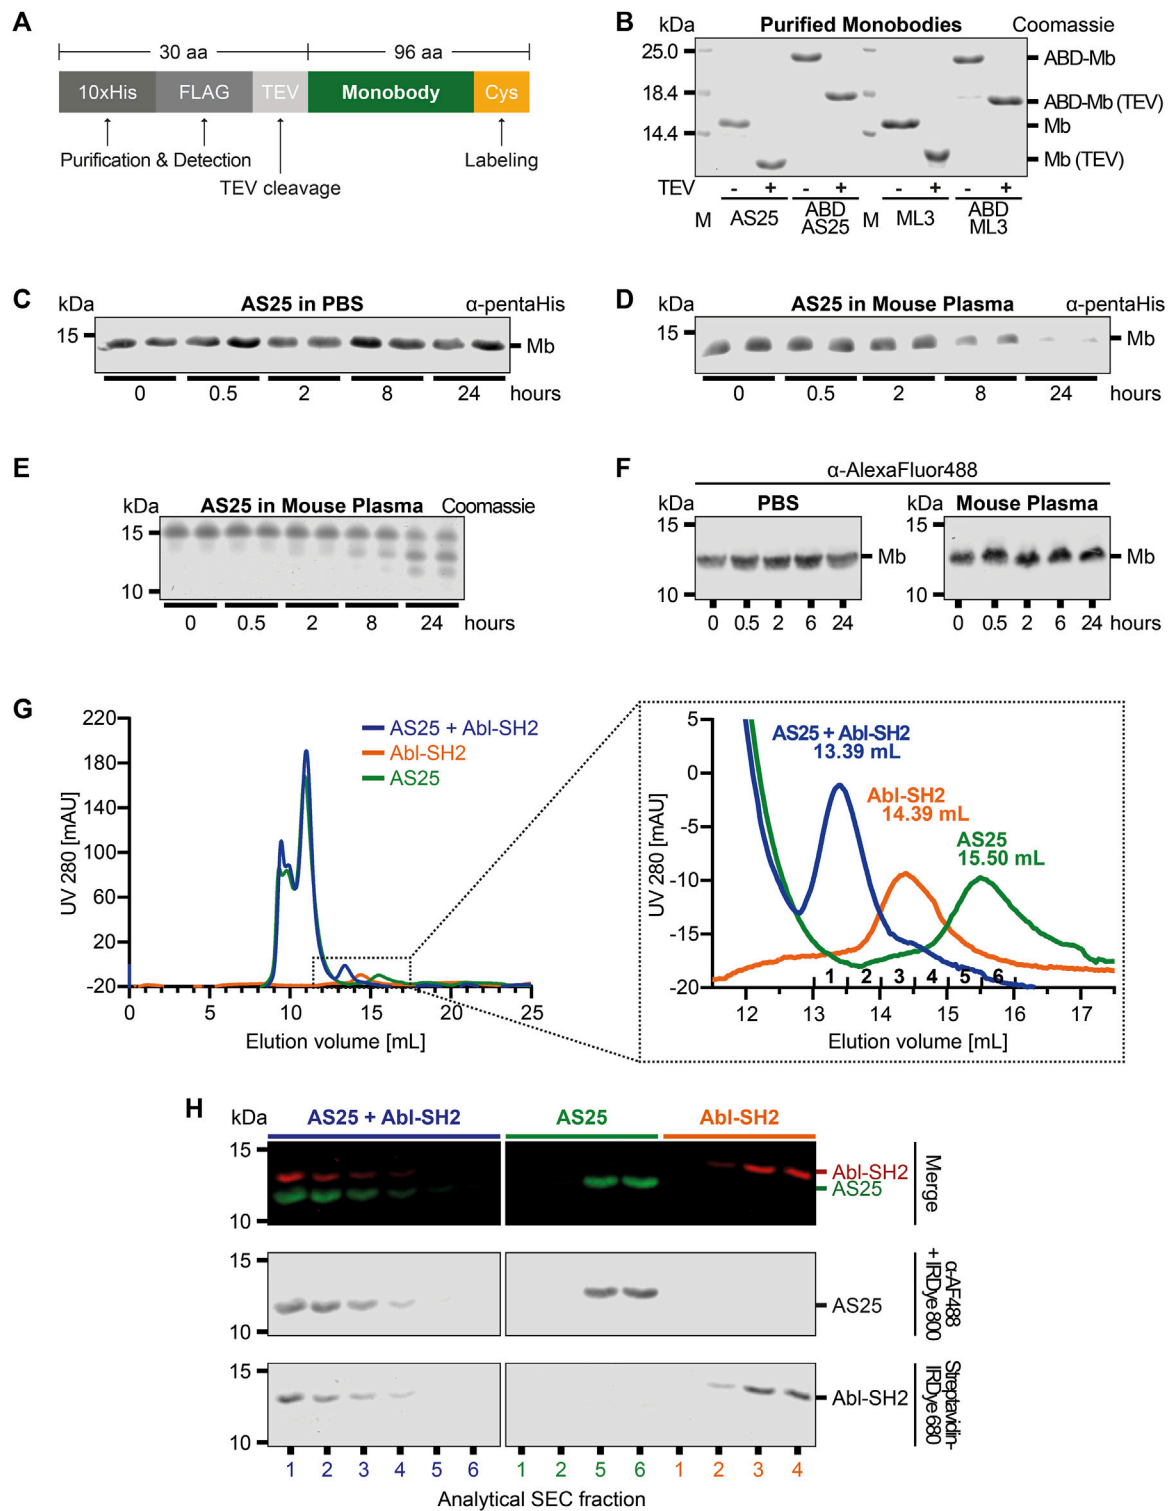 A
30 aa 96 aa
10xHis FLAG TEV Monobody Cys
Purification & Detection Labeling
TEV cleavage
B kDa Purified Monobodies Coomassie
25.0 ABD-Mb
18.4 ABD-Mb (TEV)
14.4 Mb
Mb (TEV)
TEV - + - + - + - +
M AS25 ABD AS25 M ML3 ABD ML3
C kDa AS25 in PBS α-pentaHis
15 Mb
0 0.5 2 8 24 hours
D kDa AS25 in Mouse Plasma α-pentaHis
15 Mb
0 0.5 2 8 24 hours
E
kDa AS25 in Mouse Plasma Coomassie
15
10
0 0.5 2 8 24 hours
F α-AlexaFluor488
kDa PBS kDa Mouse Plasma
15 Mb 15 Mb
10 10
0 0.5 2 6 24 0 0.5 2 6 24 hours
G
220
180
140
100
60
20
-20
UV 280 [mAU]
AS25 + Abl-SH2
Abl-SH2
AS25
0 5 10 15 20 25
Elution volume [mL]
5
0
-5
-10
-15
-20
UV 280 [mAU]
AS25 + Abl-SH2
13.39 mL
Abl-SH2
14.39 mL
AS25
15.50 mL
1 2 3 4 5 6
12 13 14 15 16 17
Elution volume [mL]
H kDa AS25 + Abl-SH2 AS25 Abl-SH2
15
Abl-SH2
AS25
10
Merge
15
AS25
10
α-AF488
+ IRDye800
15
Abl-SH2
10
Streptavidin-
IRDye680
1 2 3 4 5 6 1 2 5 6 1 2 3 4
Analytical SEC fraction